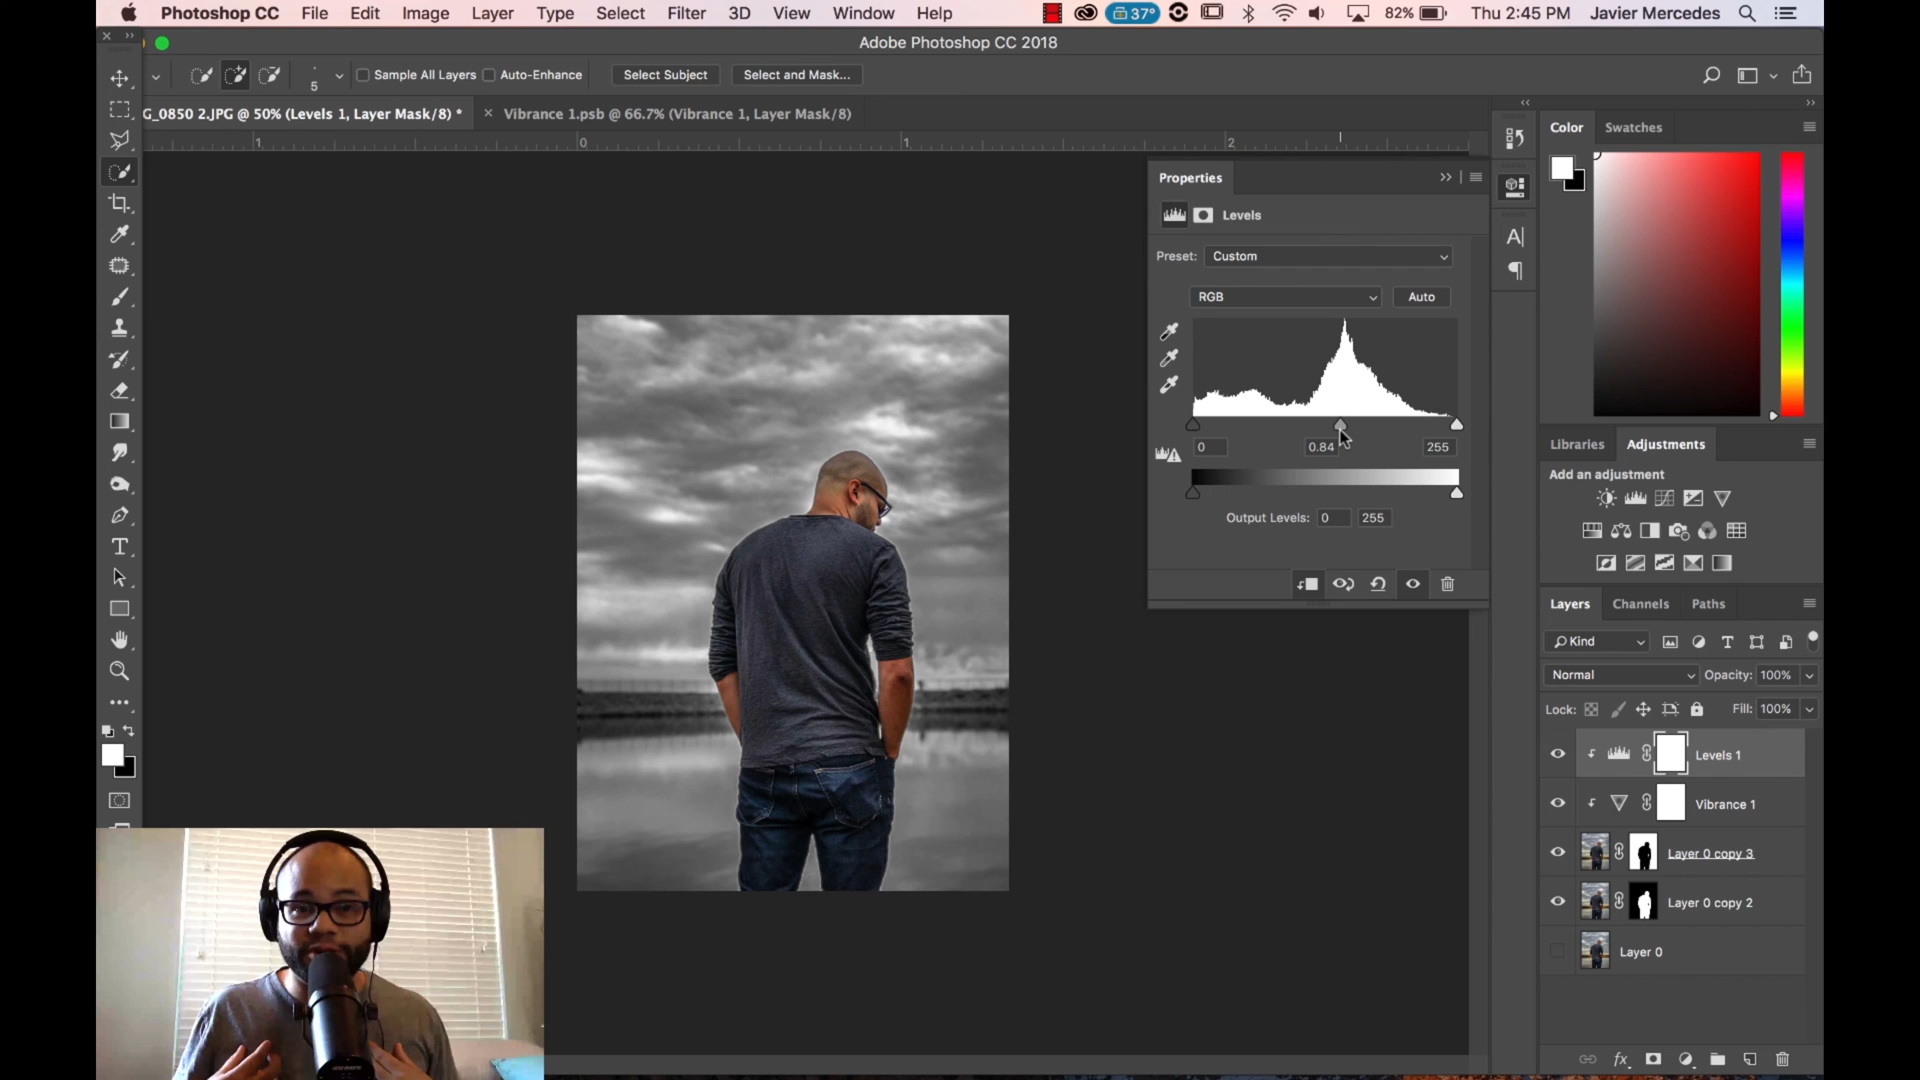 Photoshop CC File Edit Image Layer Type Select Filter 3D View Window Help 37° 82% Thu 2:45 PM Javier Mercedes
Adobe Photoshop CC 2018
5 Sample All Layers Auto-Enhance Select Subject Select and Mask...
G_0850 2.JPG @ 50% (Levels 1, Layer Mask/8) * × Vibrance 1.psb @ 66.7% (Vibrance 1, Layer Mask/8)
1 0 1 2
Properties
Levels
Preset: Custom
RGB Auto
0 0.84 255
Output Levels: 0 255
Color Swatches
Libraries Adjustments
Add an adjustment
Layers Channels Paths
Kind
Normal Opacity: 100%
Lock: Fill: 100%
Levels 1
Vibrance 1
Layer 0 copy 3
Layer 0 copy 2
Layer 0
fx